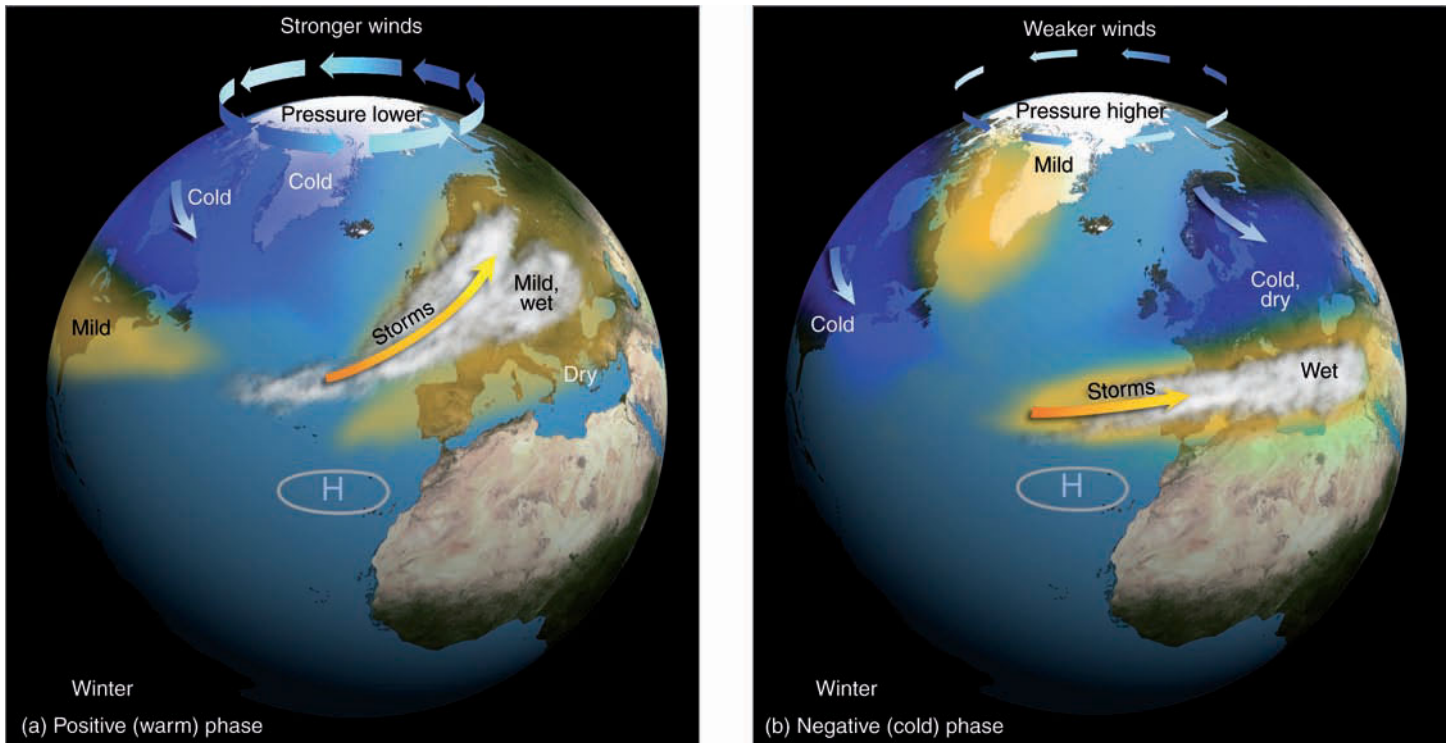 Stronger winds
Pressure lower
Cold
Cold
Mild
Storms
Mild,
wet
Dry
H
Winter
(a) Positive (warm) phase
Weaker winds
Pressure higher
Mild
Cold
Cold,
dry
Storms
Wet
H
Winter
(b) Negative (cold) phase